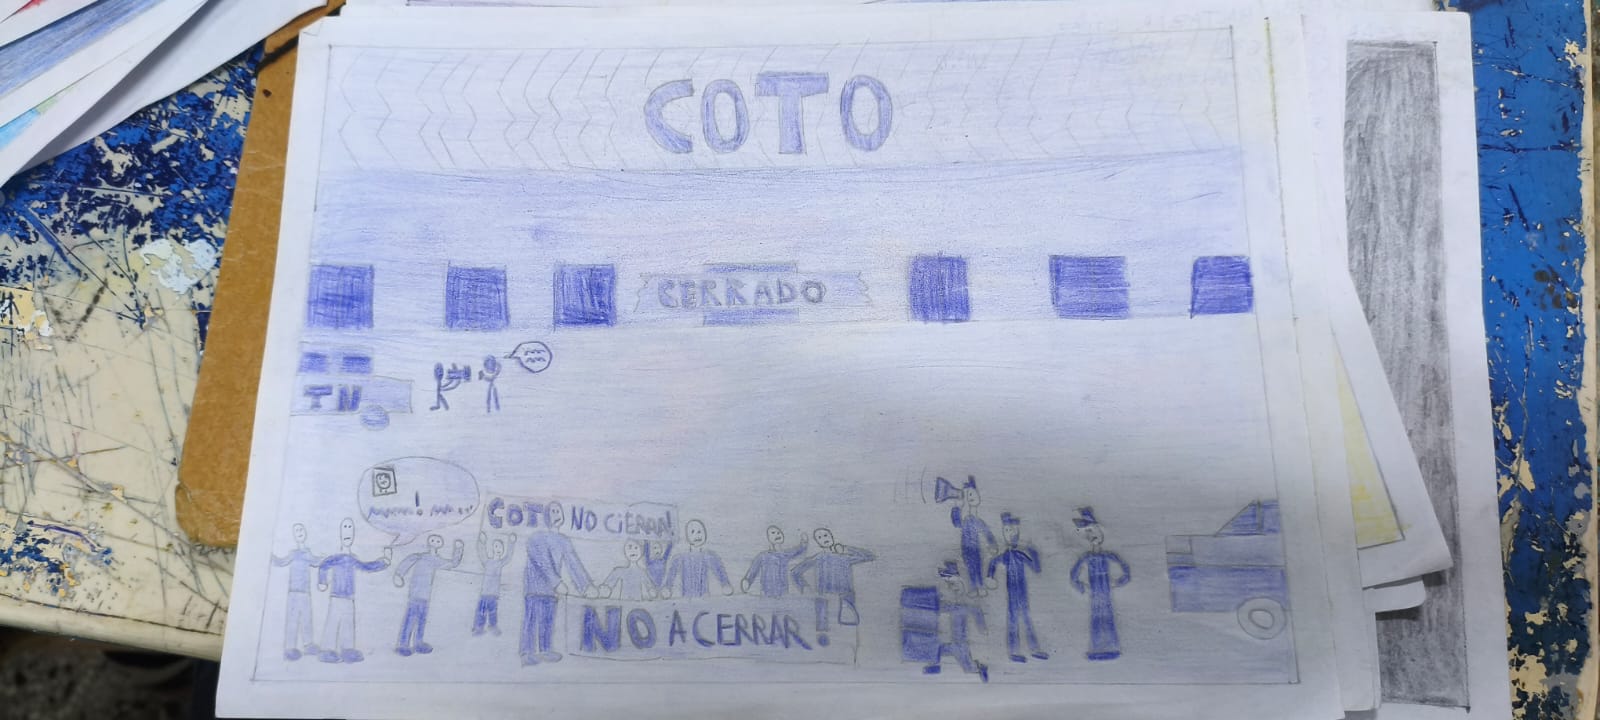 COTO
CERRADO
TN
COTO NO CIERRAN!
NO A CERRAR!